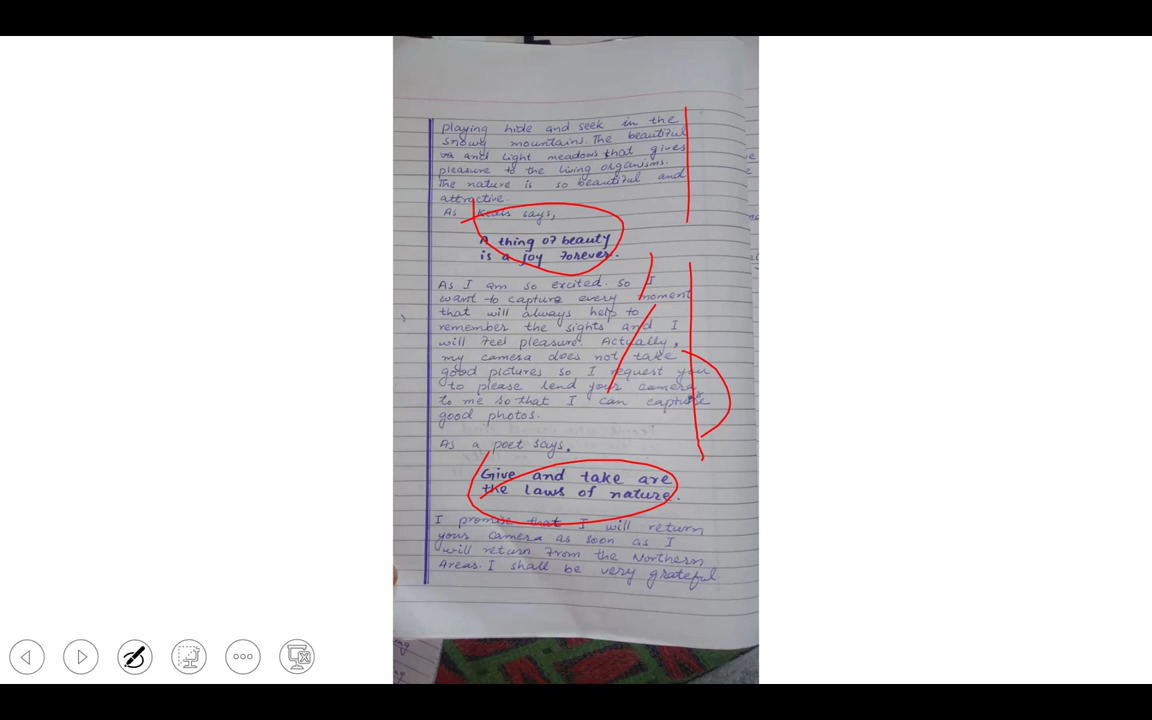 playing hide and seek in the
snowy mountains. The beautiful
and light meadows that gives
pleasure to the living organisms.
The nature is so beautiful and
attractive.
As Keats says,
A thing of beauty
is a joy forever.
As I am so excited. So I
want to capture every moment
that will always help to
remember the sights and I
will feel pleasure. Actually,
my camera does not take
good pictures so I request you
to please lend your camera
to me so that I can capture
good photos.
As a poet says,
Give and take are
the laws of nature.
I promise that I will return
your camera as soon as I
will return from the Northern
Areas. I shall be very grateful